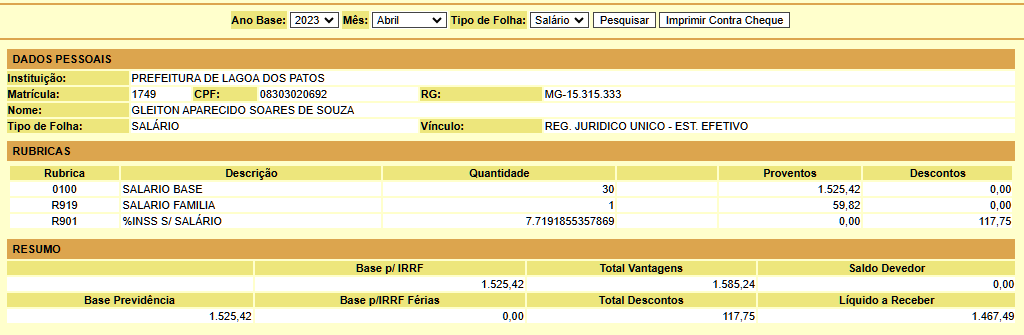 Ano Base: 2023 Mês: Abril Tipo de Folha: Salário Pesquisar Imprimir Contra Cheque
DADOS PESSOAIS
Instituição: PREFEITURA DE LAGOA DOS PATOS
Matrícula: 1749 CPF: 08303020692 RG: MG-15.315.333
Nome: GLEITON APARECIDO SOARES DE SOUZA
Tipo de Folha: SALÁRIO Vínculo: REG. JURIDICO UNICO - EST. EFETIVO
RUBRICAS
Rubrica Descrição Quantidade Proventos Descontos
0100 SALARIO BASE 30 1.525,42 0,00
R919 SALARIO FAMILIA 1 59,82 0,00
R901 %INSS S/ SALÁRIO 7.7191855357869 0,00 117,75
RESUMO
Base p/ IRRF Total Vantagens Saldo Devedor
1.525,42 1.585,24 0,00
Base Previdência Base p/IRRF Férias Total Descontos Líquido a Receber
1.525,42 0,00 117,75 1.467,49